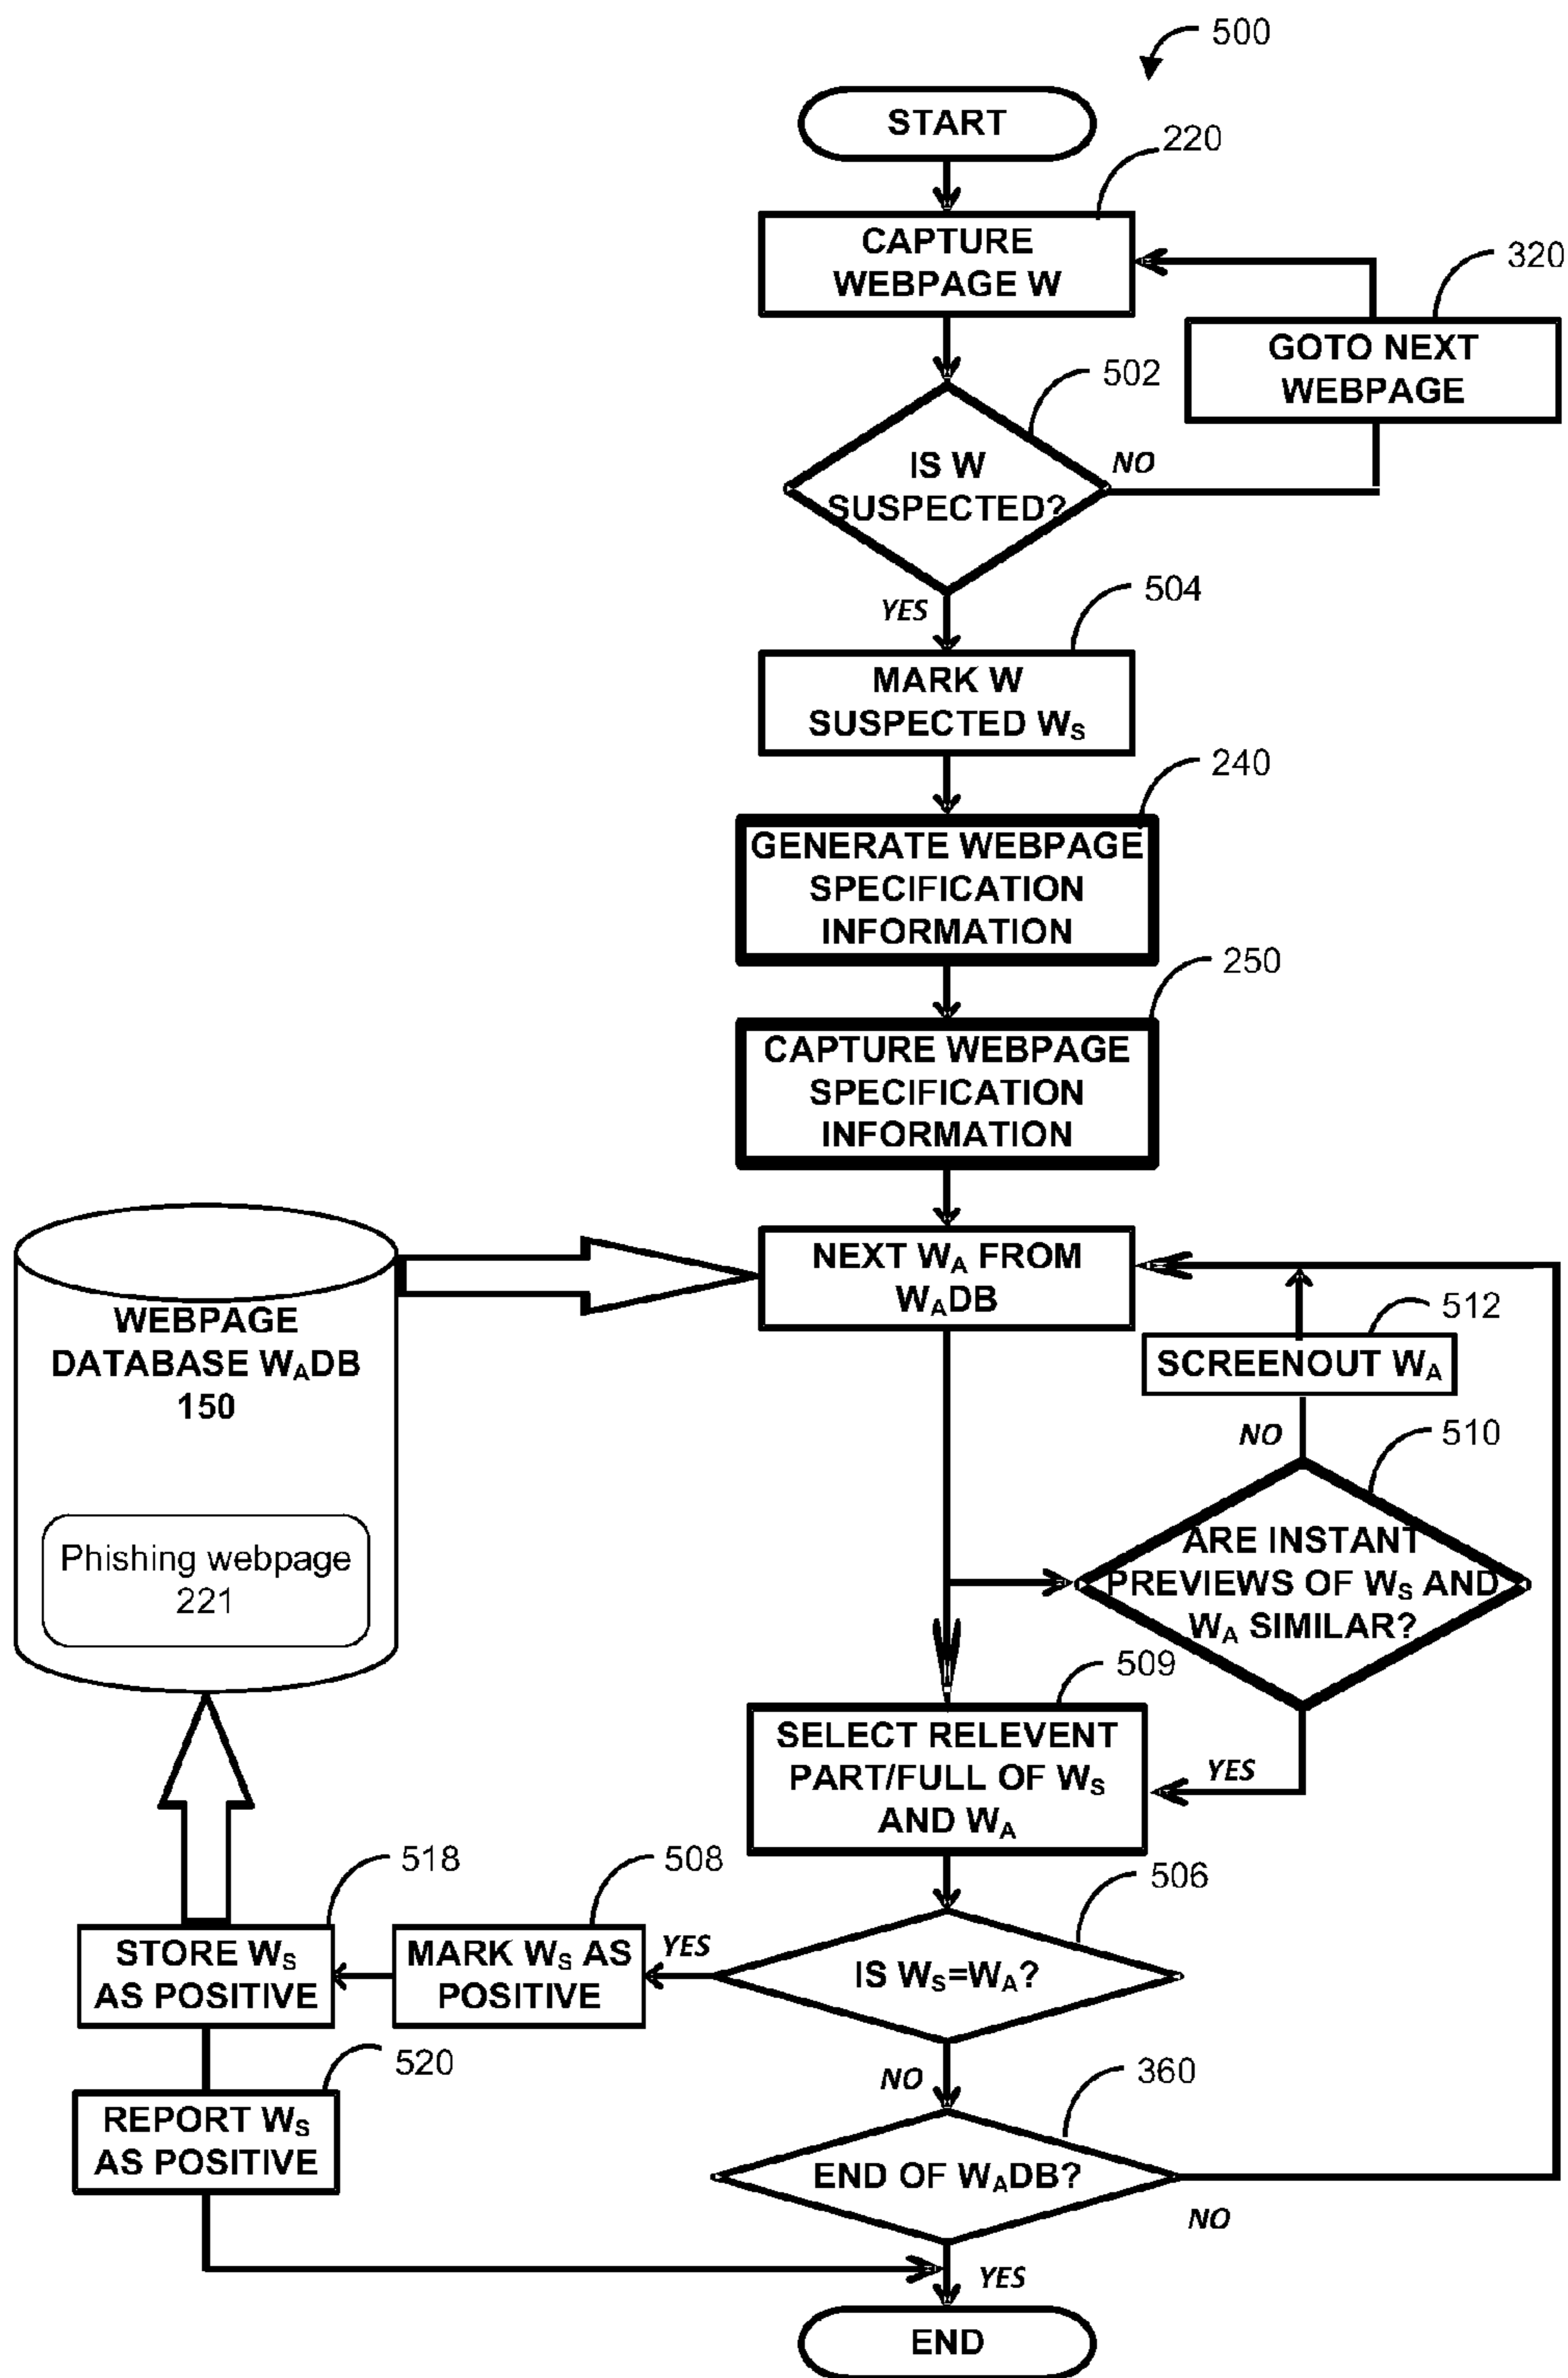 500
START
220
CAPTURE
WEBPAGE W
320
GOTO NEXT
WEBPAGE
502
IS W
SUSPECTED?
NO
504
YES
MARK W
SUSPECTED WS
240
GENERATE WEBPAGE
SPECIFICATION
INFORMATION
250
CAPTURE WEBPAGE
SPECIFICATION
INFORMATION
NEXT WA FROM
WADB
WEBPAGE
DATABASE WADB
150
Phishing webpage
221
512
SCREENOUT WA
NO
510
ARE INSTANT
PREVIEWS OF WS AND
WA SIMILAR?
509
SELECT RELEVENT
PART/FULL OF WS
AND WA
YES
518
508
506
STORE WS
AS POSITIVE
MARK WS AS
POSITIVE
YES
IS WS=WA?
520
REPORT WS
AS POSITIVE
NO
360
END OF WADB?
NO
YES
END